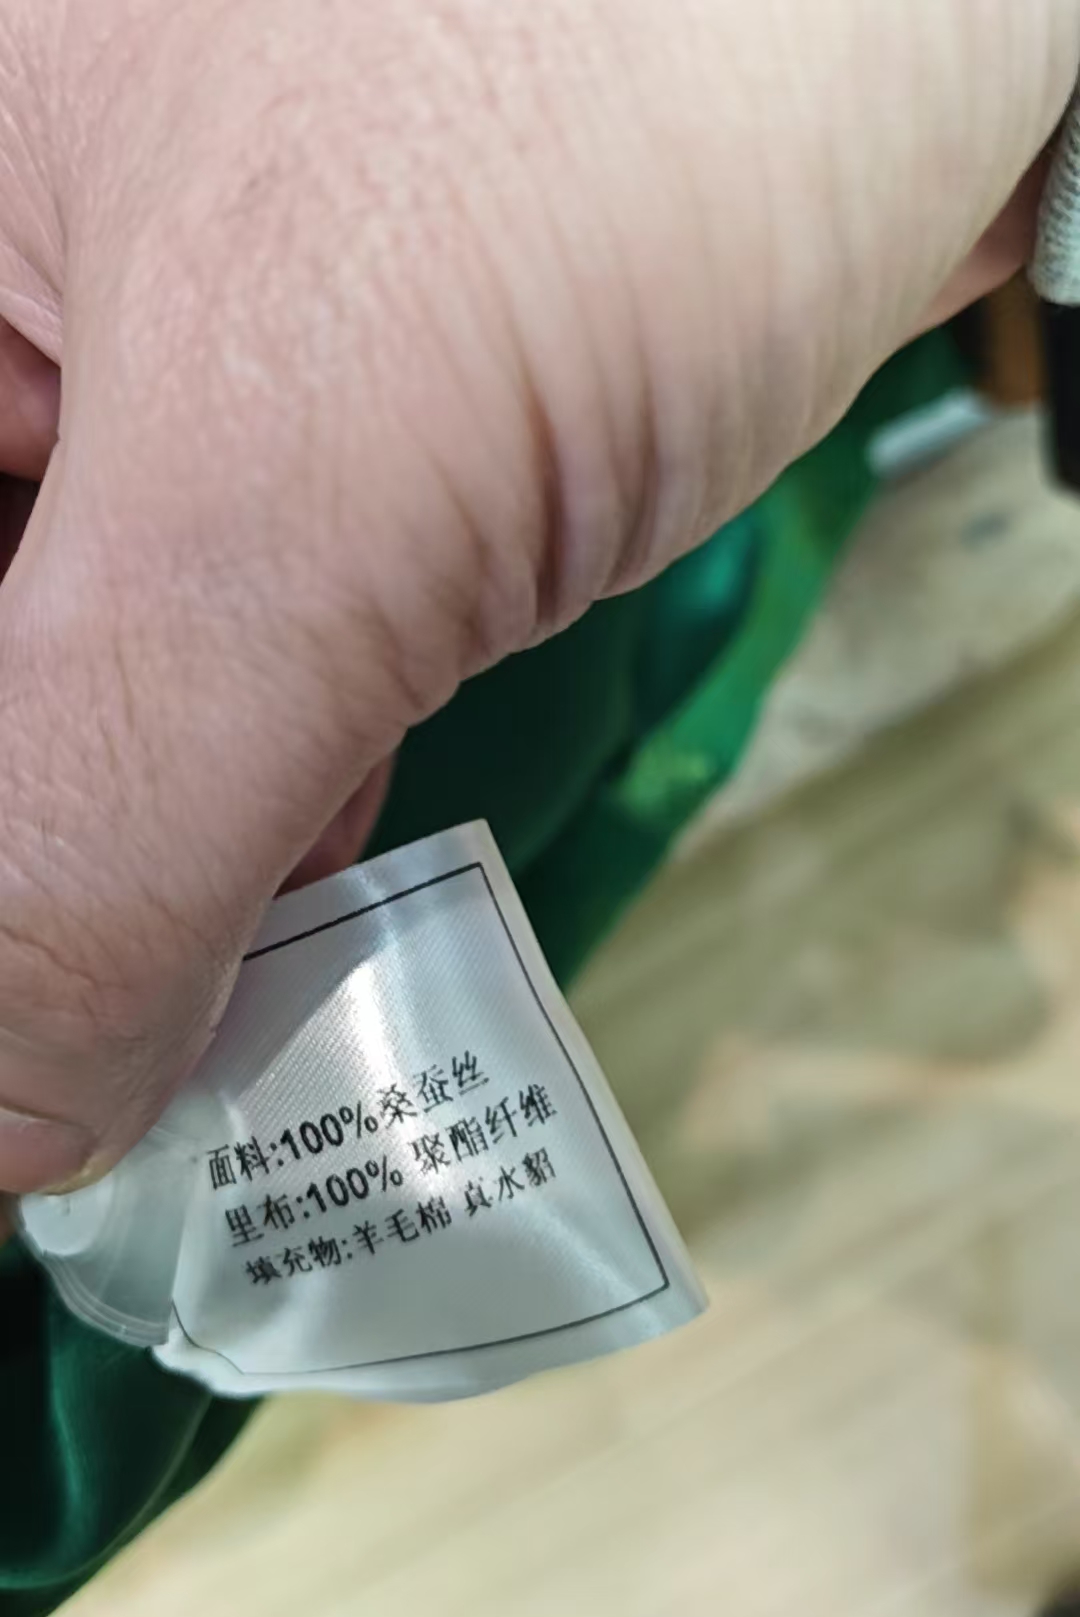 面料:100%桑蚕丝
里布:100% 聚酯纤维
填充物:羊毛棉 真水貂